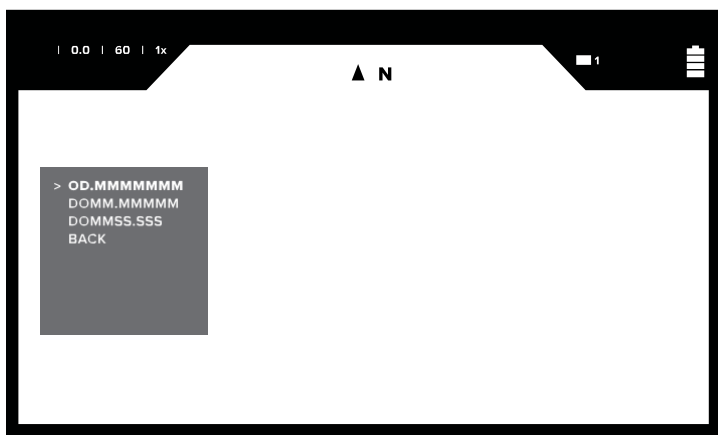 | 0.0 | 60 | 1x
1
N
> OD.MMMMMMM
DOMM.MMMMM
DOMMSS.SSS
BACK